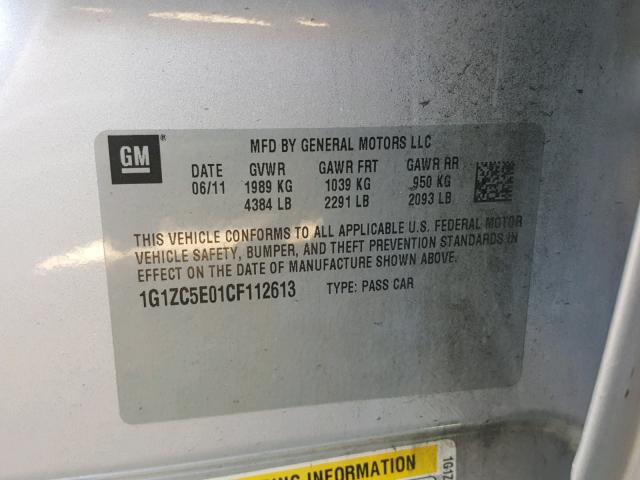 GM ®
MFD BY GENERAL MOTORS LLC
DATE GVWR GAWR FRT GAWR RR
06/11 1989 KG 1039 KG 950 KG
4384 LB 2291 LB 2093 LB
THIS VEHICLE CONFORMS TO ALL APPLICABLE U.S. FEDERAL MOTOR
VEHICLE SAFETY, BUMPER, AND THEFT PREVENTION STANDARDS IN
EFFECT ON THE DATE OF MANUFACTURE SHOWN ABOVE.
1G1ZC5E01CF112613 TYPE: PASS CAR
INFORMATION
1G1Z